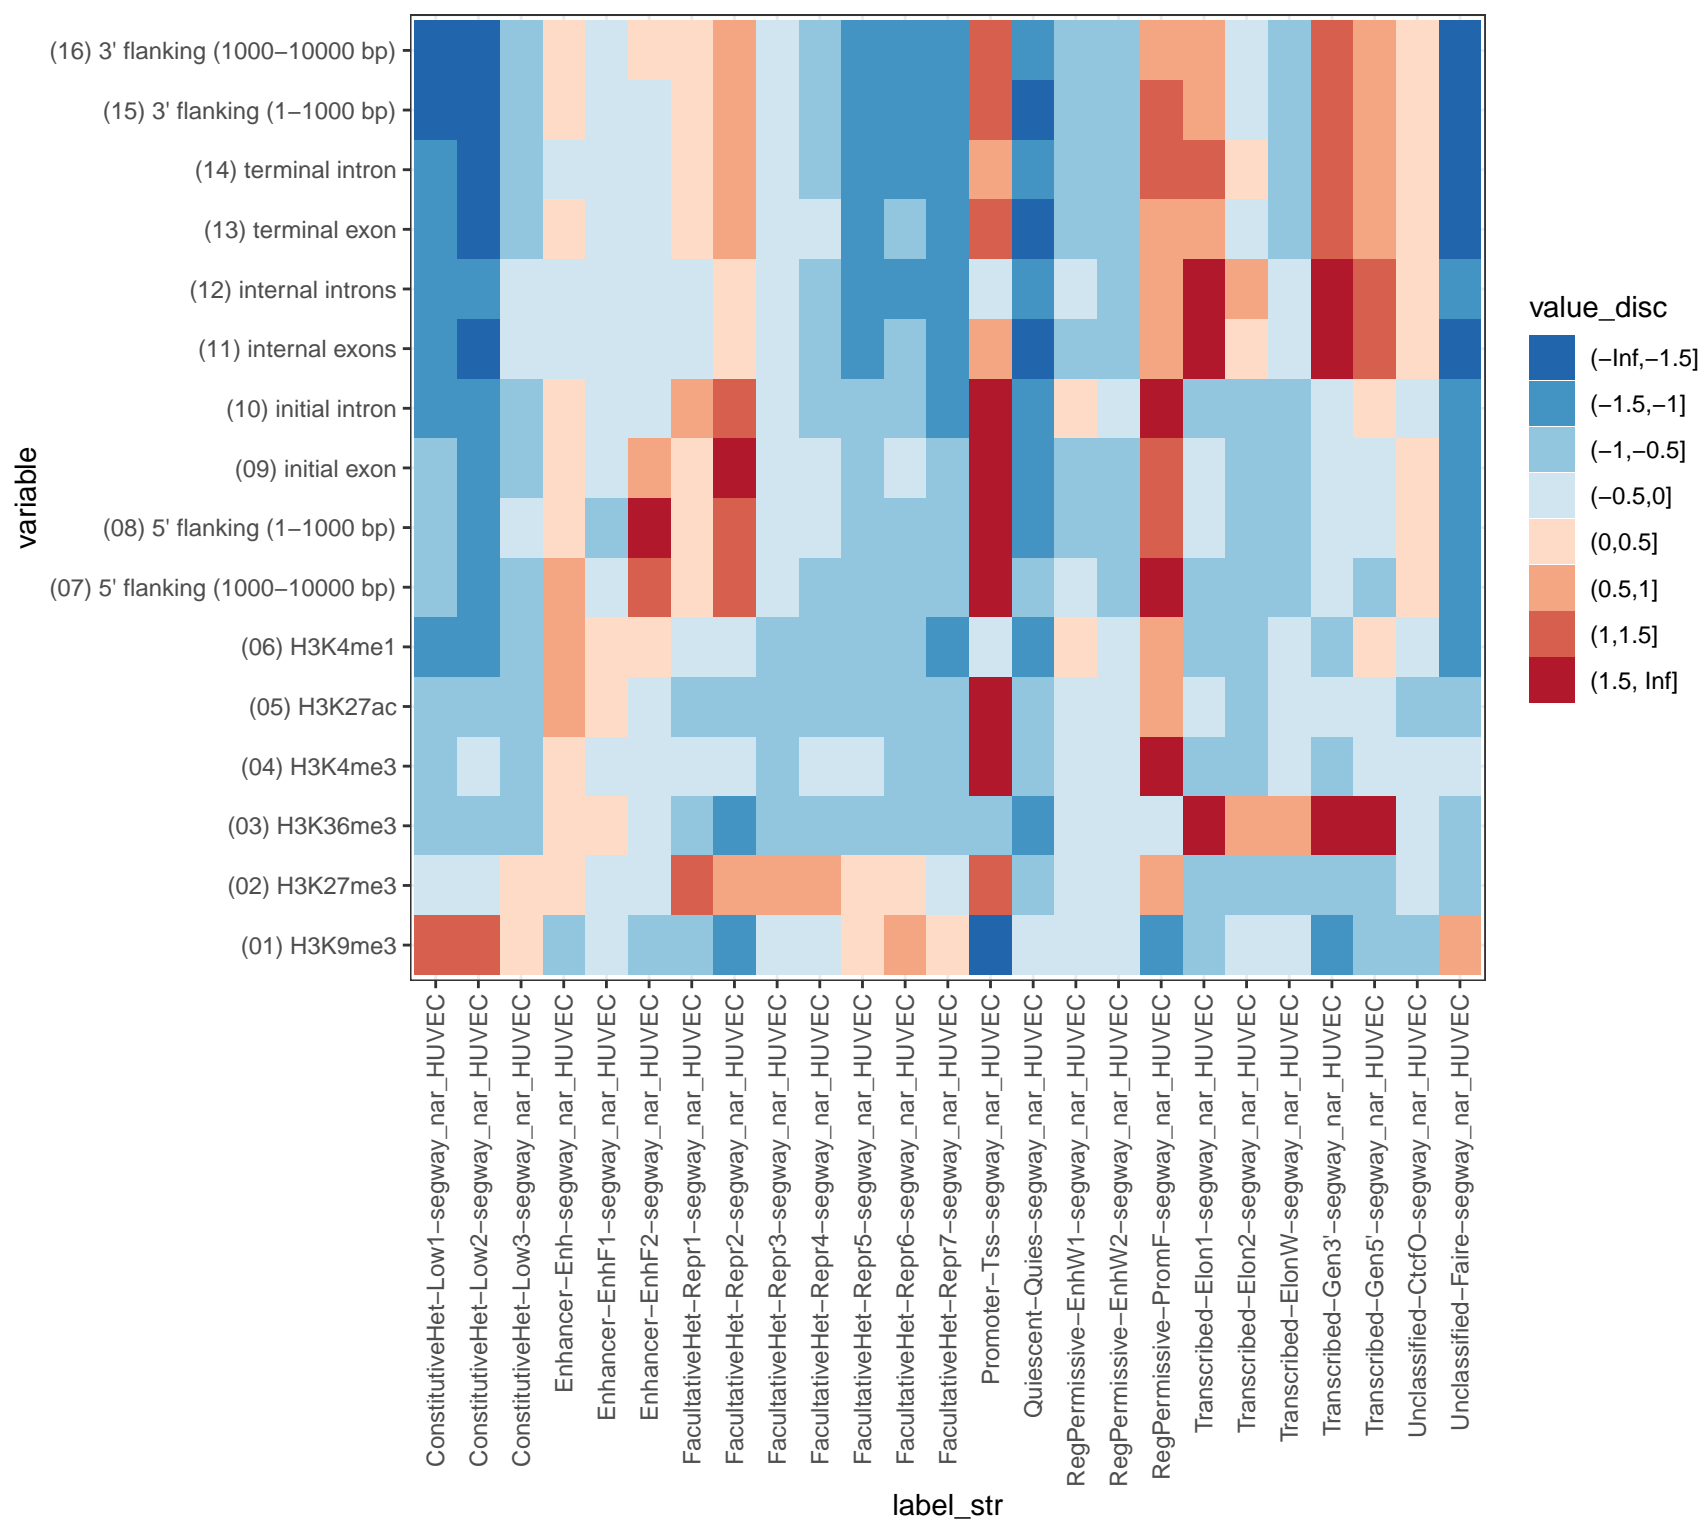 (16) 3' flanking (1000−10000 bp)
(15) 3' flanking (1−1000 bp)
(14) terminal intron
(13) terminal exon
(12) internal introns
(11) internal exons
(10) initial intron
(09) initial exon
(08) 5' flanking (1−1000 bp)
(07) 5' flanking (1000−10000 bp)
(06) H3K4me1
(05) H3K27ac
(04) H3K4me3
(03) H3K36me3
(02) H3K27me3
(01) H3K9me3
variable
ConstitutiveHet−Low1−segway_nar_HUVEC
ConstitutiveHet−Low2−segway_nar_HUVEC
ConstitutiveHet−Low3−segway_nar_HUVEC
Enhancer−Enh−segway_nar_HUVEC
Enhancer−EnhF1−segway_nar_HUVEC
Enhancer−EnhF2−segway_nar_HUVEC
FacultativeHet−Repr1−segway_nar_HUVEC
FacultativeHet−Repr2−segway_nar_HUVEC
FacultativeHet−Repr3−segway_nar_HUVEC
FacultativeHet−Repr4−segway_nar_HUVEC
FacultativeHet−Repr5−segway_nar_HUVEC
FacultativeHet−Repr6−segway_nar_HUVEC
FacultativeHet−Repr7−segway_nar_HUVEC
Promoter−Tss−segway_nar_HUVEC
Quiescent−Quies−segway_nar_HUVEC
RegPermissive−EnhW1−segway_nar_HUVEC
RegPermissive−EnhW2−segway_nar_HUVEC
RegPermissive−PromF−segway_nar_HUVEC
Transcribed−Elon1−segway_nar_HUVEC
Transcribed−Elon2−segway_nar_HUVEC
Transcribed−ElonW−segway_nar_HUVEC
Transcribed−Gen3'−segway_nar_HUVEC
Transcribed−Gen5'−segway_nar_HUVEC
Unclassified−CtcfO−segway_nar_HUVEC
Unclassified−Faire−segway_nar_HUVEC
label_str
value_disc
(−Inf,−1.5]
(−1.5,−1]
(−1,−0.5]
(−0.5,0]
(0,0.5]
(0.5,1]
(1,1.5]
(1.5, Inf]